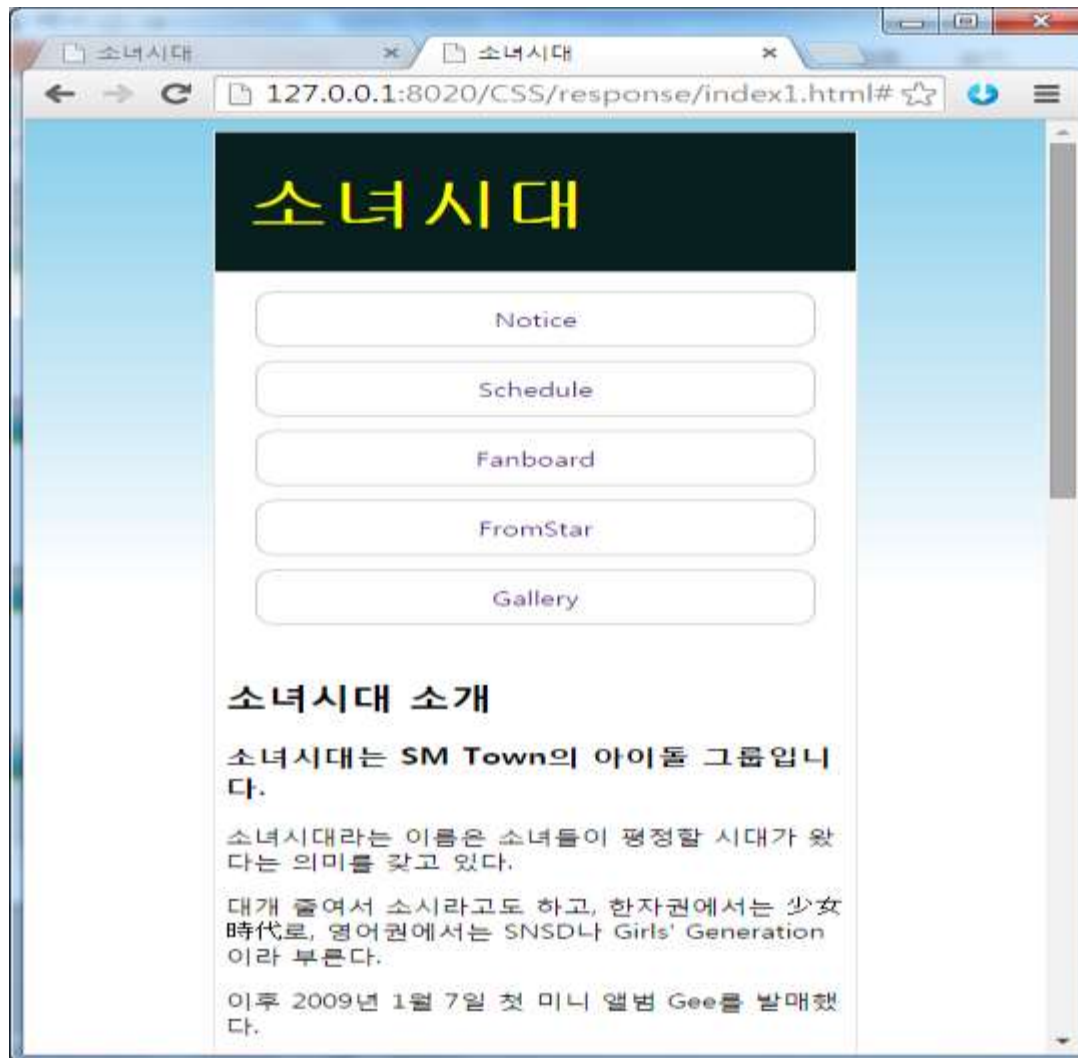 소녀시대
소녀시대
127.0.0.1:8020/CSS/response/index1.html#
소녀시대
Notice
Schedule
Fanboard
FromStar
Gallery
소녀시대 소개
소녀시대는 SM Town의 아이돌 그룹입니
다.
소녀시대라는 이름은 소녀들이 평정할 시대가 왔
다는 의미를 갖고 있다.
대개 줄여서 소시라고도 하고, 한자권에서는 少女
時代로, 영어권에서는 SNSD나 Girls' Generation
이라 부른다.
이후 2009년 1월 7일 첫 미니 앨범 Gee를 발매했
다.